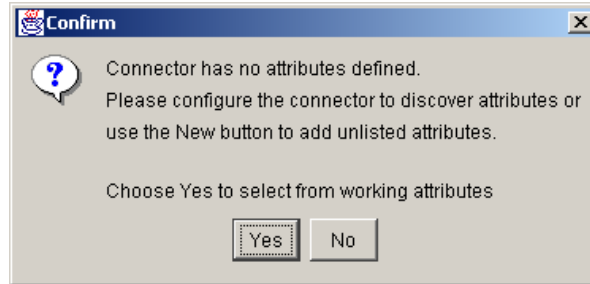 Confirm
Connector has no attributes defined.
Please configure the connector to discover attributes or
use the New button to add unlisted attributes.
Choose Yes to select from working attributes
Yes No